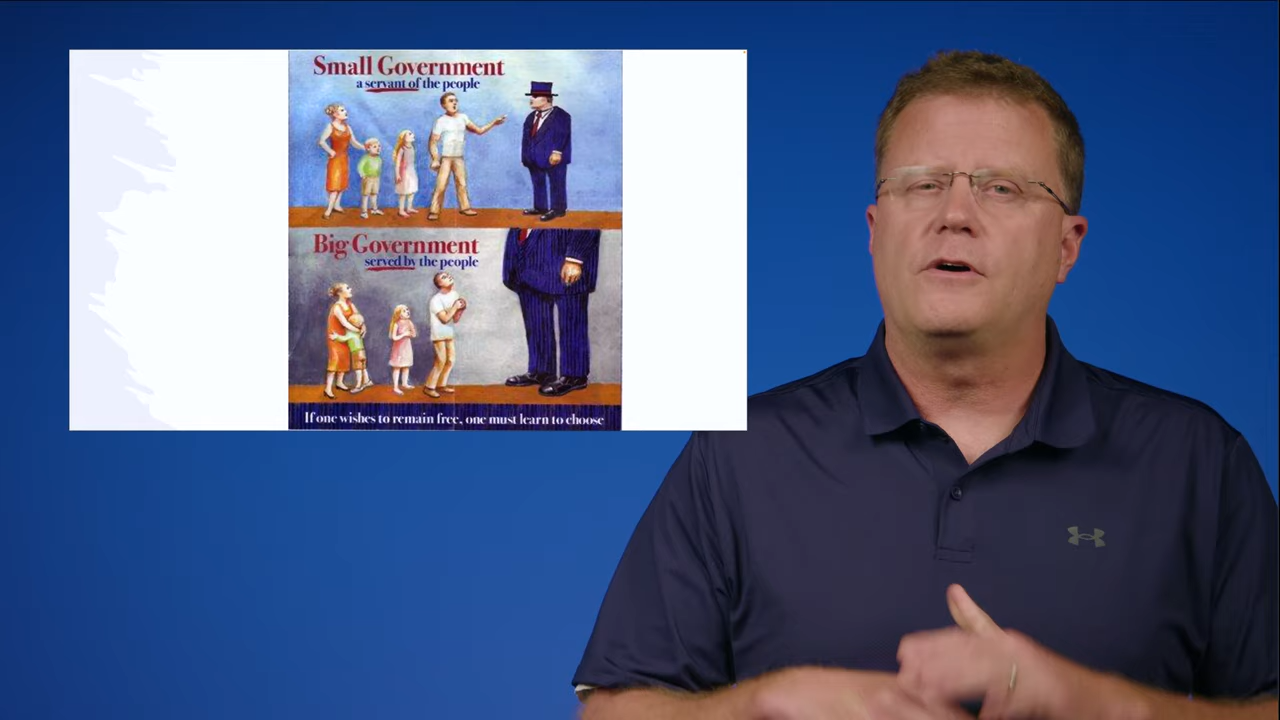 Small Government
a servant of the people
Big Government
served by the people
If one wishes to remain free, one must learn to choose